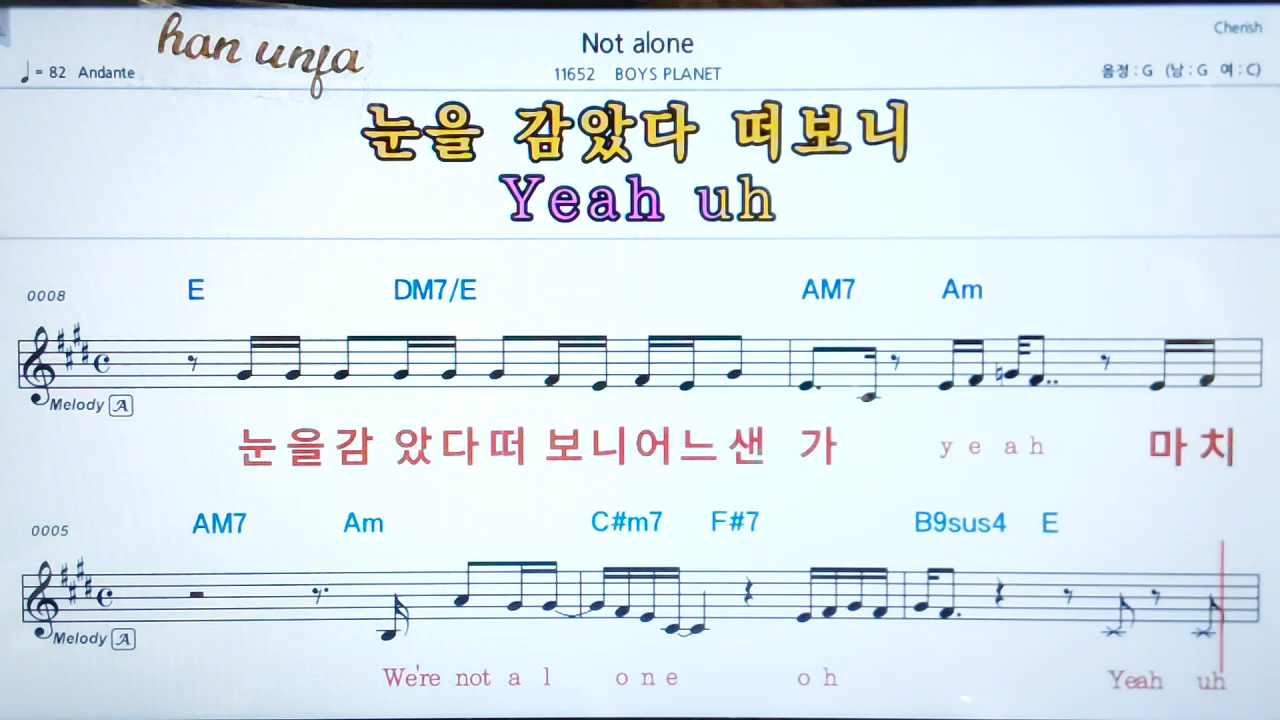 Cherish
han unja
Not alone
♩ = 82 Andante
11652 BOYS PLANET
음정 : G (남 : G 여 : C)
눈을 감았다 떠보니
Yeah uh
0008
E DM7/E AM7 Am
Melody A
눈을감았다떠보니어느샌가 yeah 마치
0005
AM7 Am C#m7 F#7 B9sus4 E
Melody A
We're not al one oh Yeah uh